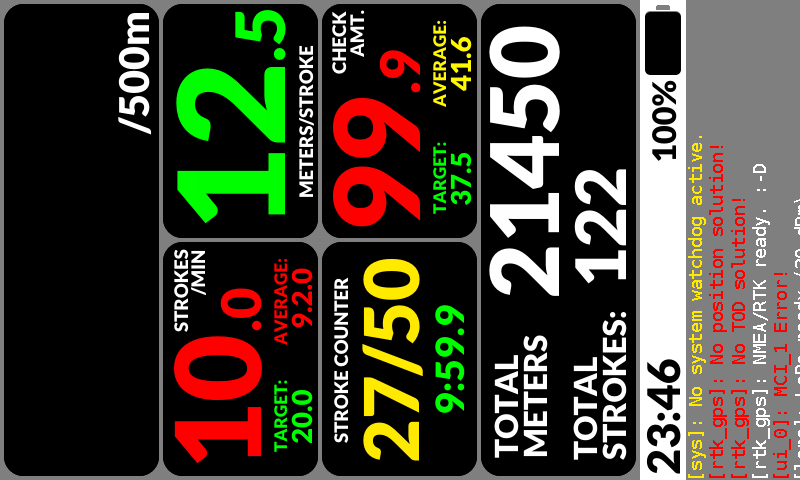 /500m
10.0
STROKES
/MIN
TARGET:
20.0
AVERAGE:
9.2.0
12.5
METERS/STROKE
STROKE COUNTER
27/50
9:59.9
CHECK
AMT.
99.9
TARGET:
37.5
AVERAGE:
41.6
TOTAL
METERS
21450
TOTAL
STROKES:
122
23:46
100%
[sys]: No system watchdog active.
[rtk_gps]: No position solution!
[rtk_gps]: No TOD solution!
[rtk_gps]: NMEA/RTK ready. :-D
[ui_0]: MCI_1 Error!